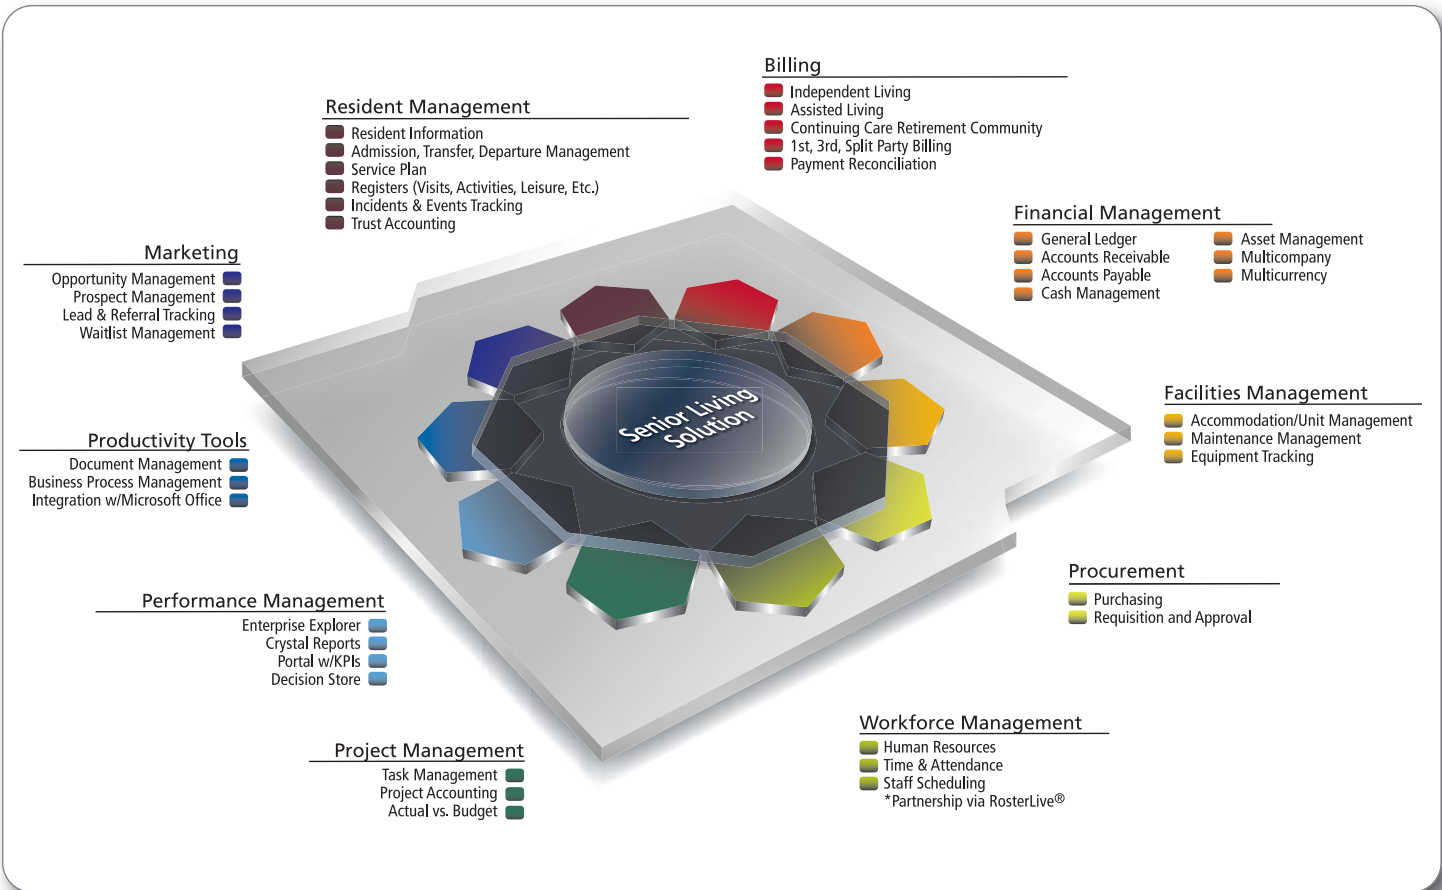 Billing
Independent Living
Assisted Living
Continuing Care Retirement Community
1st, 3rd, Split Party Billing
Payment Reconciliation
Resident Management
Resident Information
Admission, Transfer, Departure Management
Service Plan
Registers (Visits, Activities, Leisure, Etc.)
Incidents & Events Tracking
Trust Accounting
Financial Management
General Ledger
Accounts Receivable
Accounts Payable
Cash Management
Asset Management
Multicompany
Multicurrency
Marketing
Opportunity Management
Prospect Management
Lead & Referral Tracking
Waitlist Management
Senior Living
Solution
Facilities Management
Accommodation/Unit Management
Maintenance Management
Equipment Tracking
Productivity Tools
Document Management
Business Process Management
Integration w/Microsoft Office
Procurement
Purchasing
Requisition and Approval
Performance Management
Enterprise Explorer
Crystal Reports
Portal w/KPIs
Decision Store
Workforce Management
Human Resources
Time & Attendance
Staff Scheduling
*Partnership via RosterLive®
Project Management
Task Management
Project Accounting
Actual vs. Budget